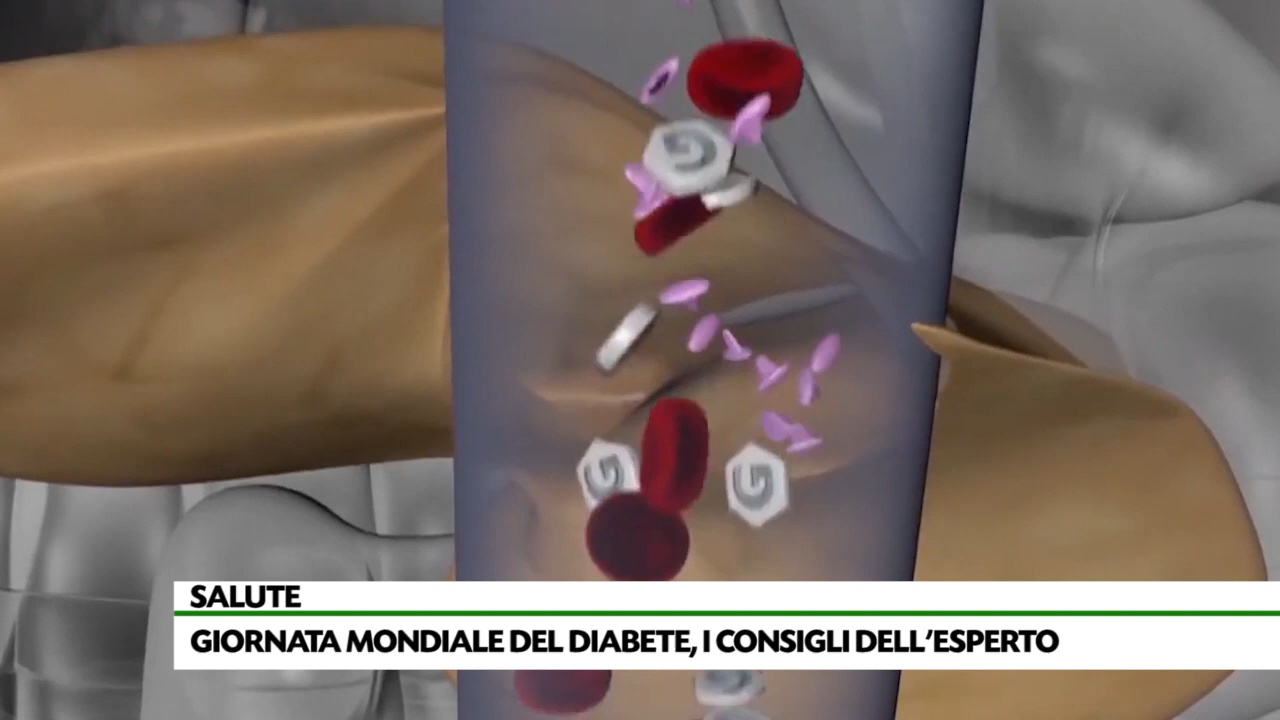 G
G
G
SALUTE
GIORNATA MONDIALE DEL DIABETE, I CONSIGLI DELL'ESPERTO